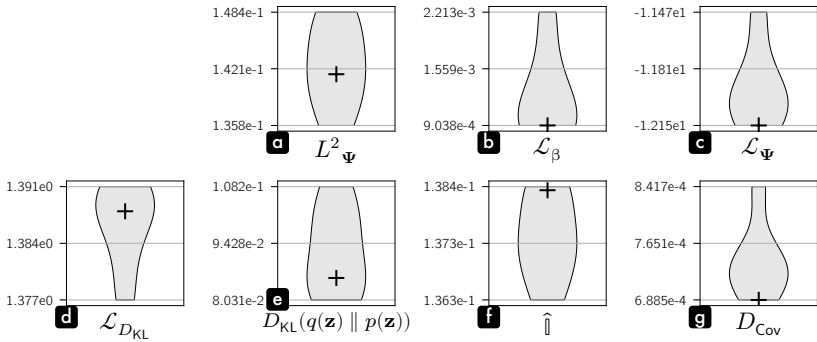 1.484e-1
1.421e-1
1.358e-1
a
L²_Ψ
2.213e-3
1.559e-3
9.038e-4
b
ℒ_β
-1.147e1
-1.181e1
-1.215e1
c
ℒ_Ψ
1.391e0
1.384e0
1.377e0
d
ℒ_{D_KL}
1.082e-1
9.428e-2
8.031e-2
e
D_KL(q(z) ∥ p(z))
1.384e-1
1.373e-1
1.363e-1
f
𝕀̂
8.417e-4
7.651e-4
6.885e-4
g
D_Cov